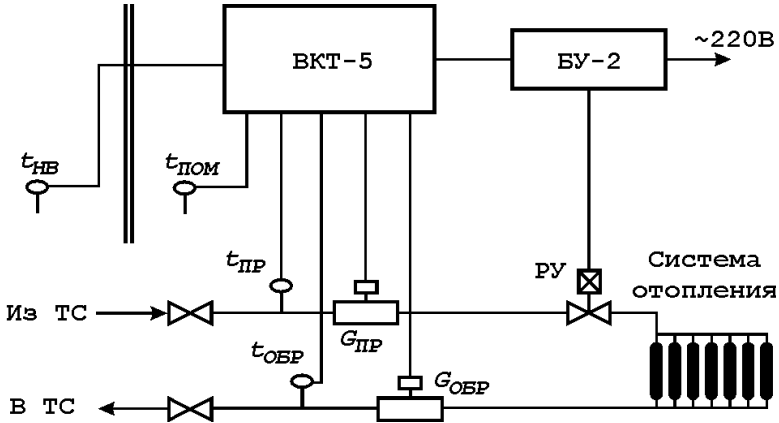 ~220В
ВКТ-5
БУ-2
tНВ
tПОМ
tПР
РУ
Система
отопления
Из ТС
GПР
tОБР
GОБР
В ТС